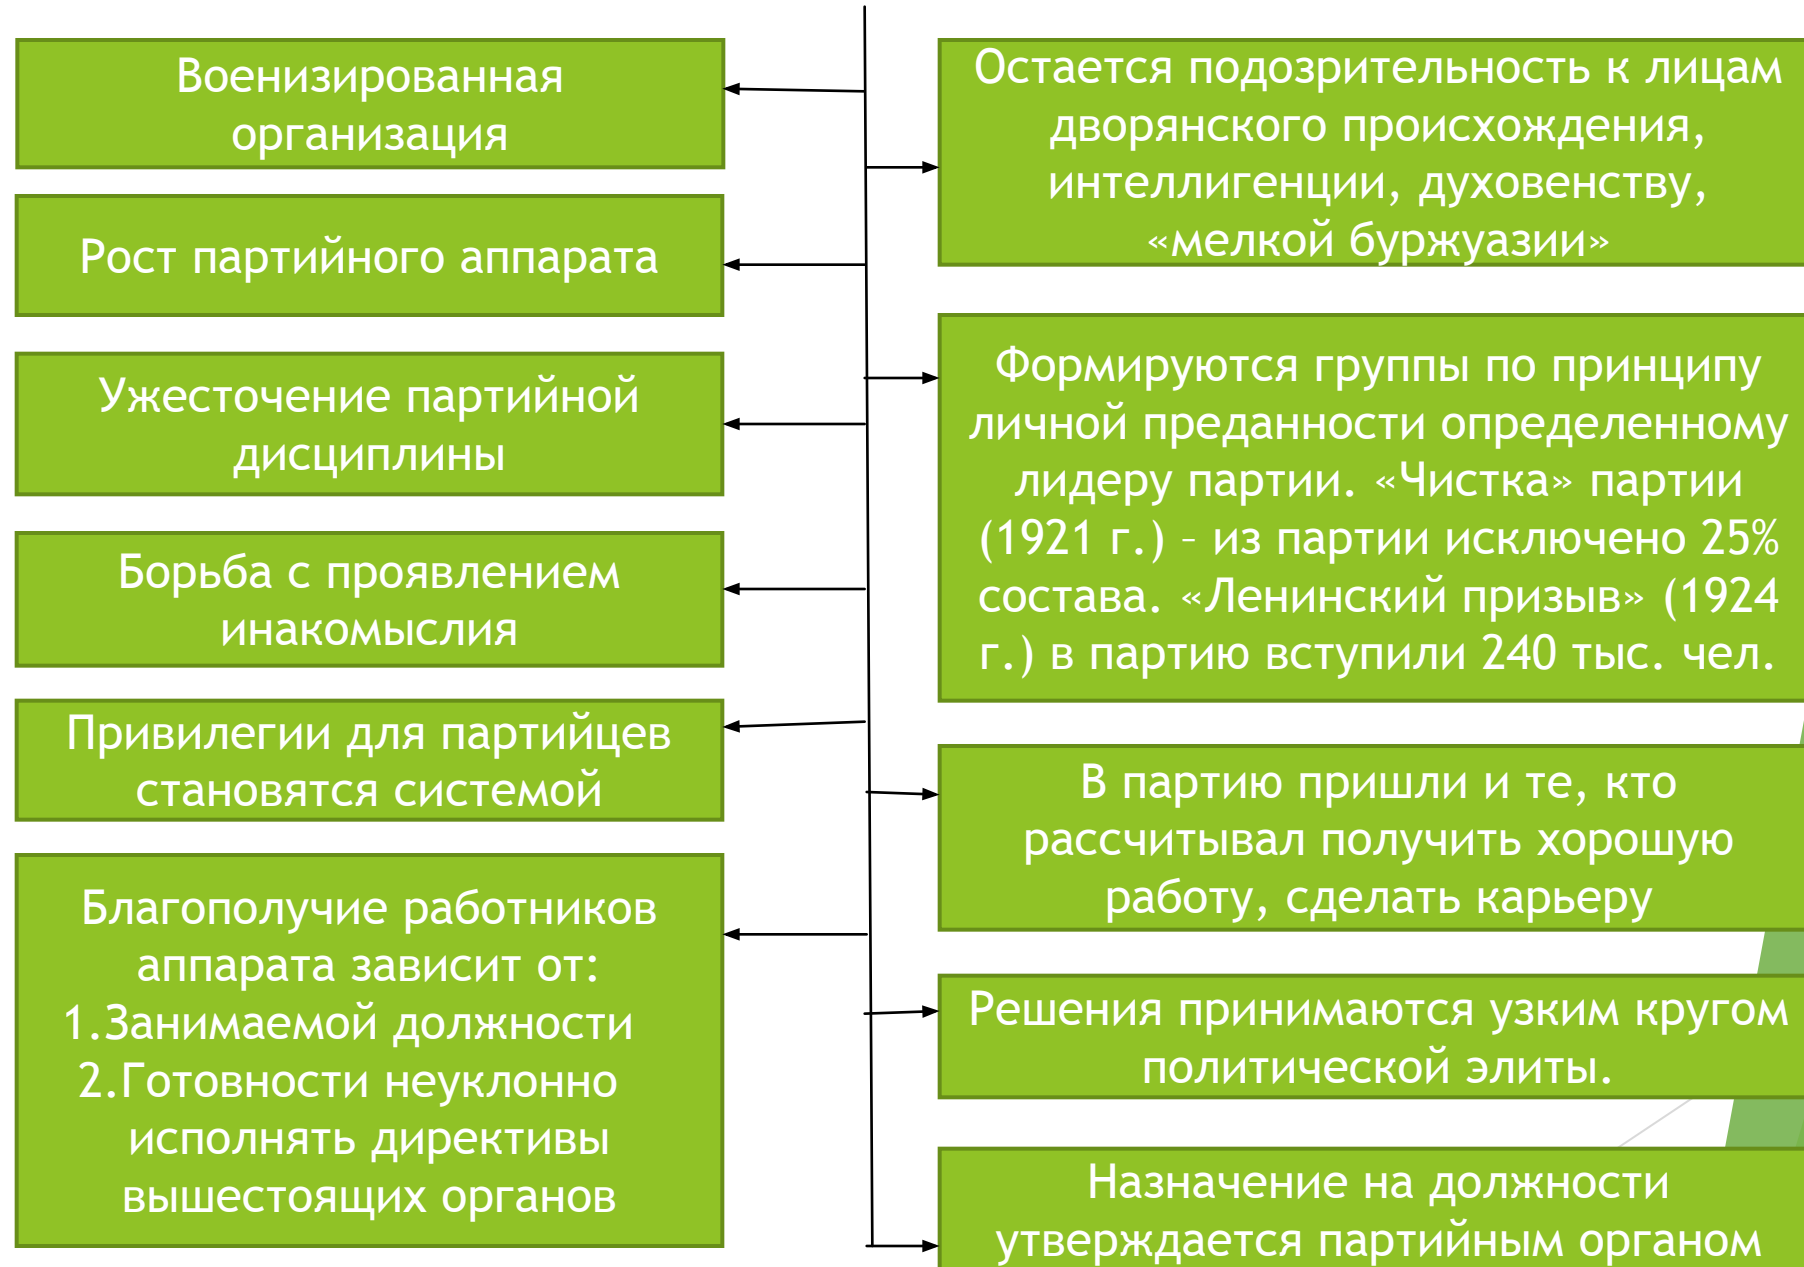 Военизированная
организация
Рост партийного аппарата
Ужесточение партийной
дисциплины
Борьба с проявлением
инакомыслия
Привилегии для партийцев
становятся системой
Благополучие работников
аппарата зависит от:
1.Занимаемой должности
2.Готовности неуклонно
исполнять директивы
вышестоящих органов
Остается подозрительность к лицам
дворянского происхождения,
интеллигенции, духовенству,
«мелкой буржуазии»
Формируются группы по принципу
личной преданности определенному
лидеру партии. «Чистка» партии
(1921 г.) – из партии исключено 25%
состава. «Ленинский призыв» (1924
г.) в партию вступили 240 тыс. чел.
В партию пришли и те, кто
рассчитывал получить хорошую
работу, сделать карьеру
Решения принимаются узким кругом
политической элиты.
Назначение на должности
утверждается партийным органом